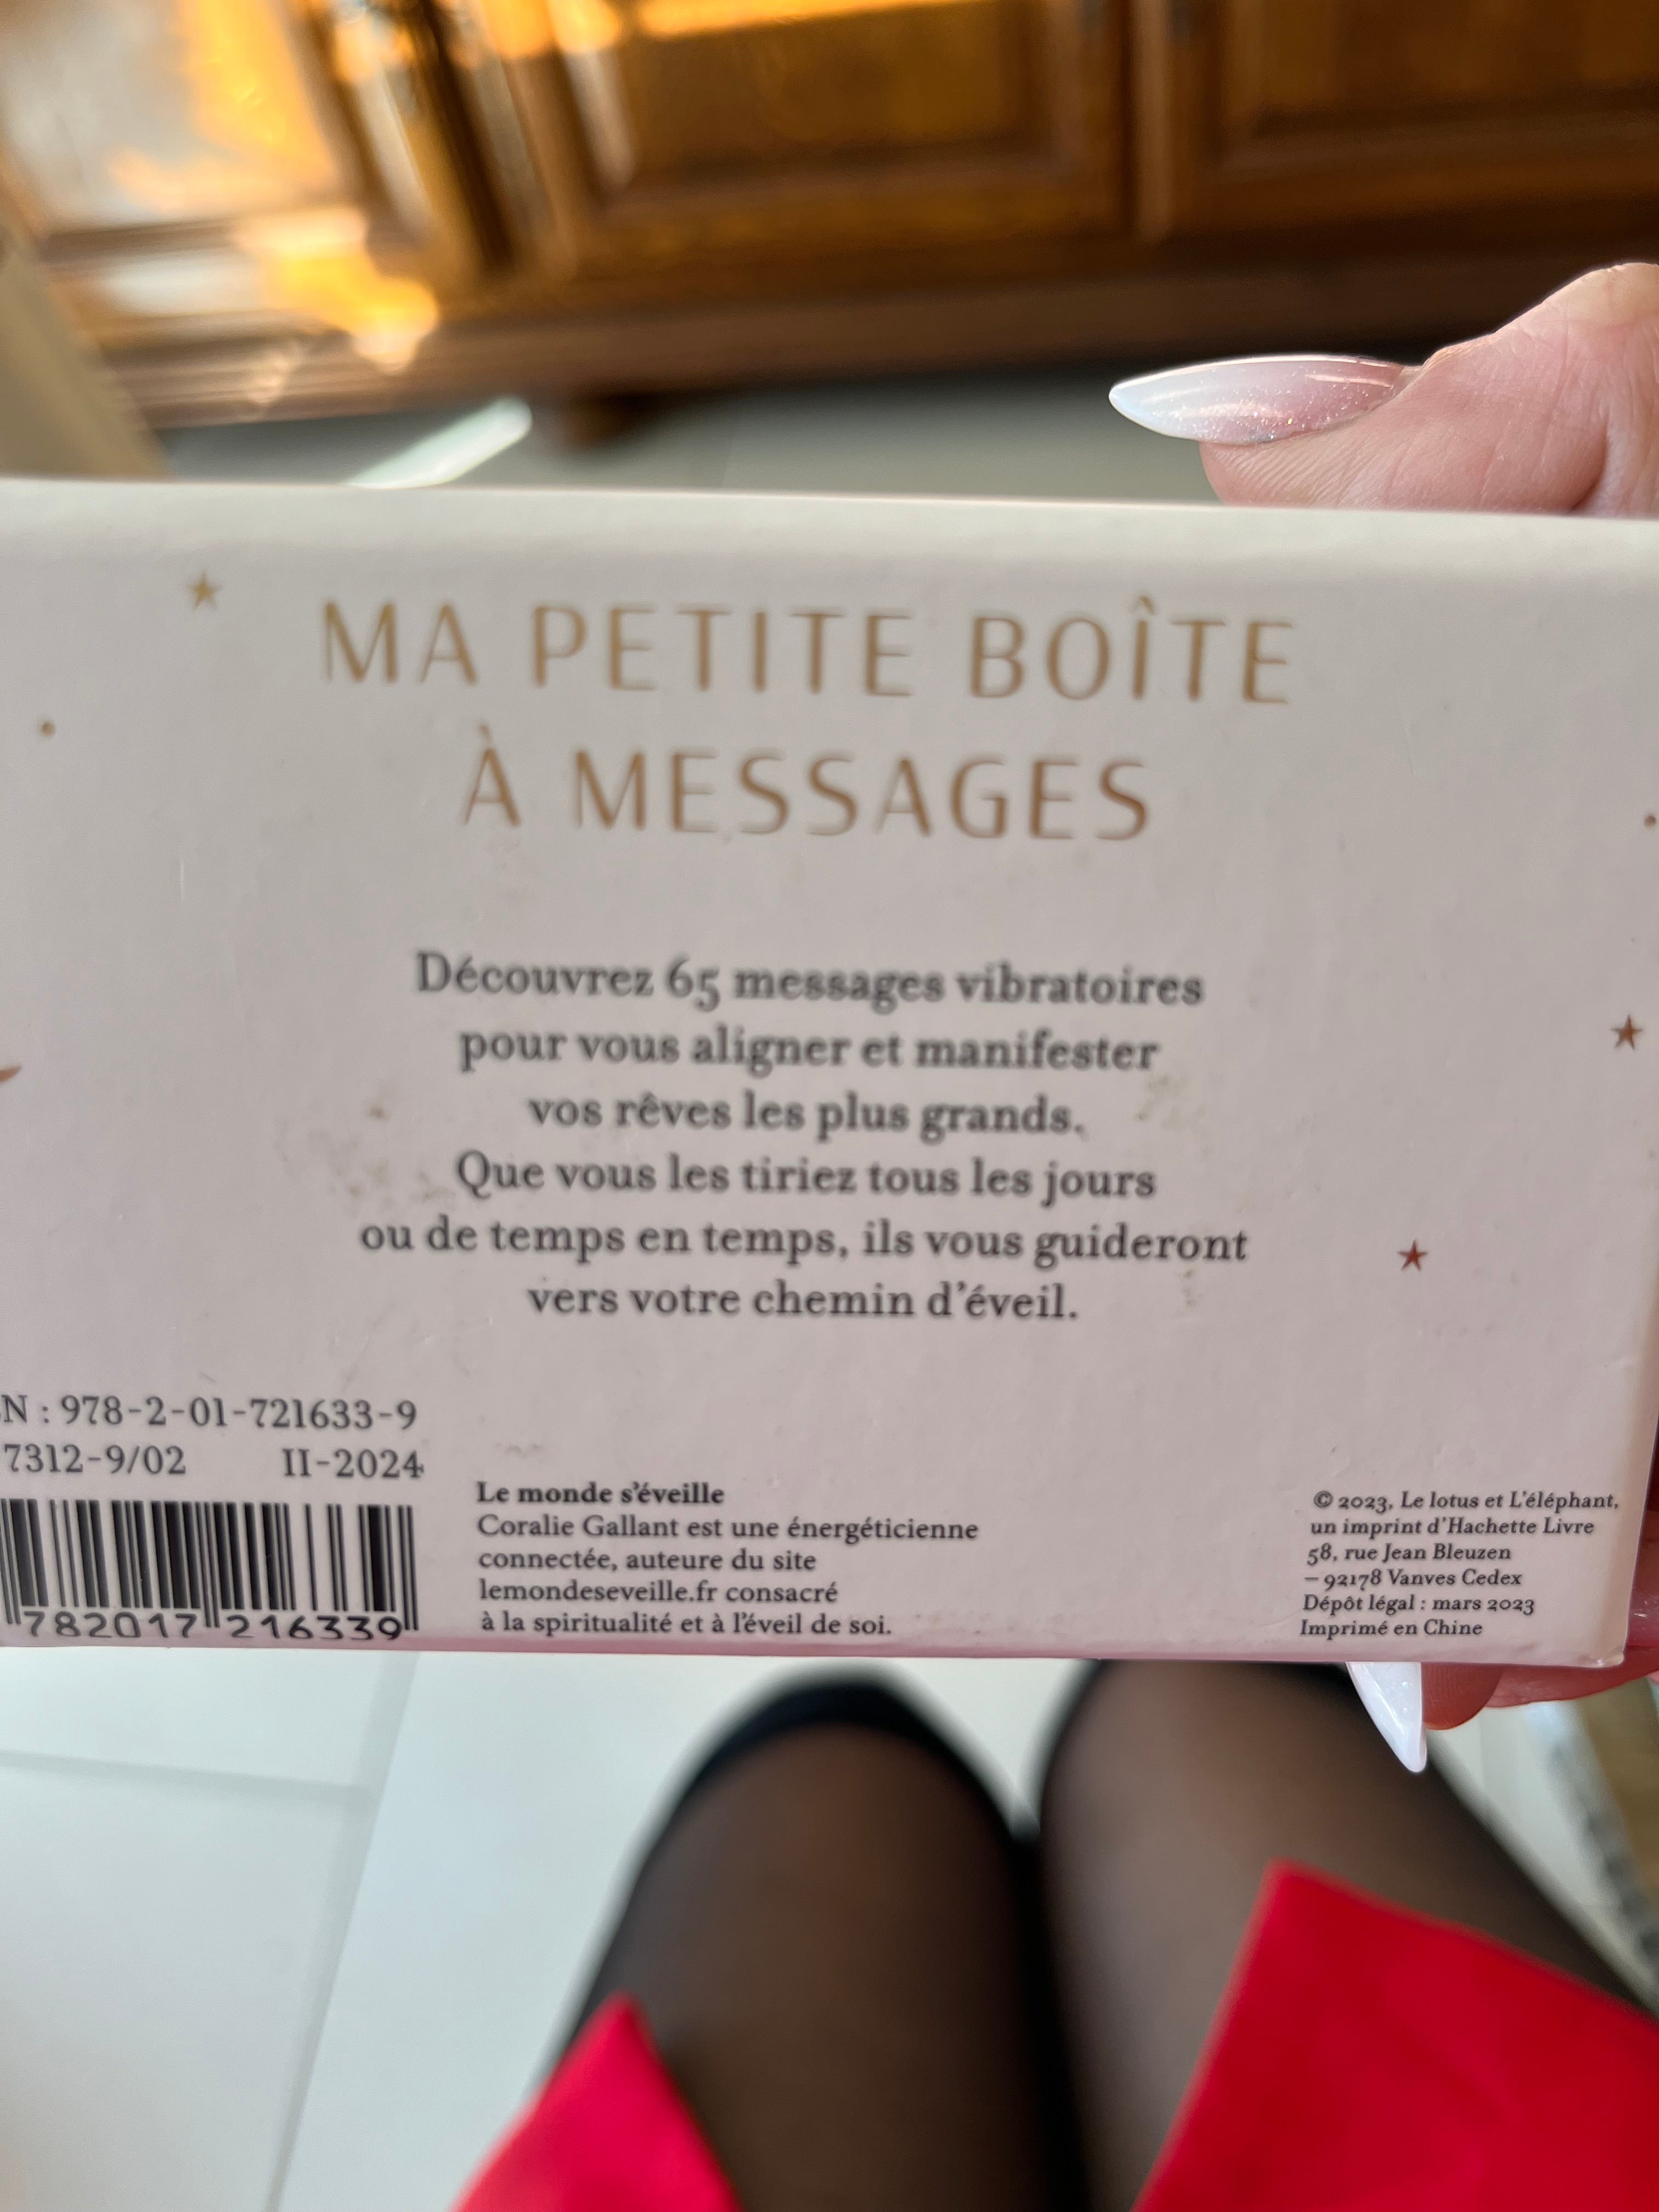 MA PETITE BOÎTE
À MESSAGES
Découvrez 65 messages vibratoires
pour vous aligner et manifester
vos rêves les plus grands.
Que vous les tiriez tous les jours
ou de temps en temps, ils vous guideront
vers votre chemin d'éveil.
N : 978-2-01-721633-9
7312-9/02 II-2024
782017 216339
Le monde s'éveille
Coralie Gallant est une énergéticienne
connectée, auteure du site
lemondeseveille.fr consacré
à la spiritualité et à l'éveil de soi.
© 2023, Le lotus et L'éléphant,
un imprint d'Hachette Livre
58, rue Jean Bleuzen
– 92178 Vanves Cedex
Dépôt légal : mars 2023
Imprimé en Chine